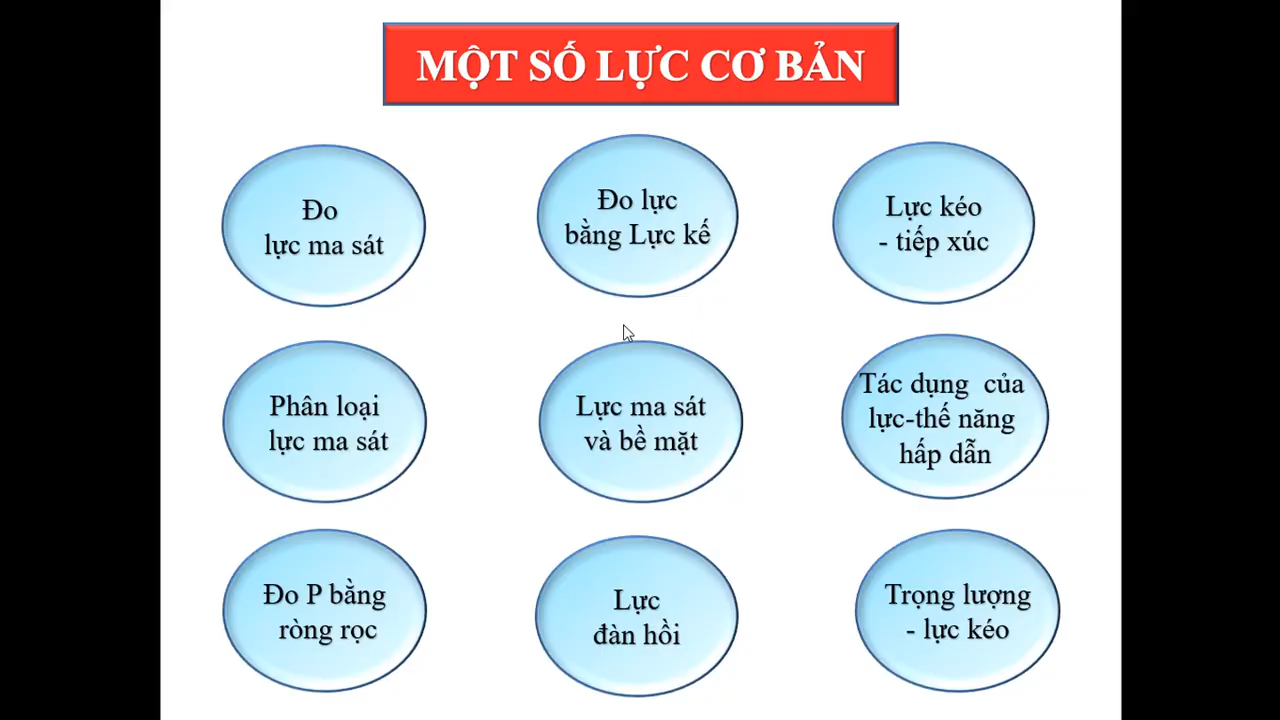 MỘT SỐ LỰC CƠ BẢN
Đo
lực ma sát
Đo lực
bằng Lực kế
Lực kéo
- tiếp xúc
Phân loại
lực ma sát
Lực ma sát
và bề mặt
Tác dụng của
lực-thế năng
hấp dẫn
Đo P bằng
ròng rọc
Lực
đàn hồi
Trọng lượng
- lực kéo